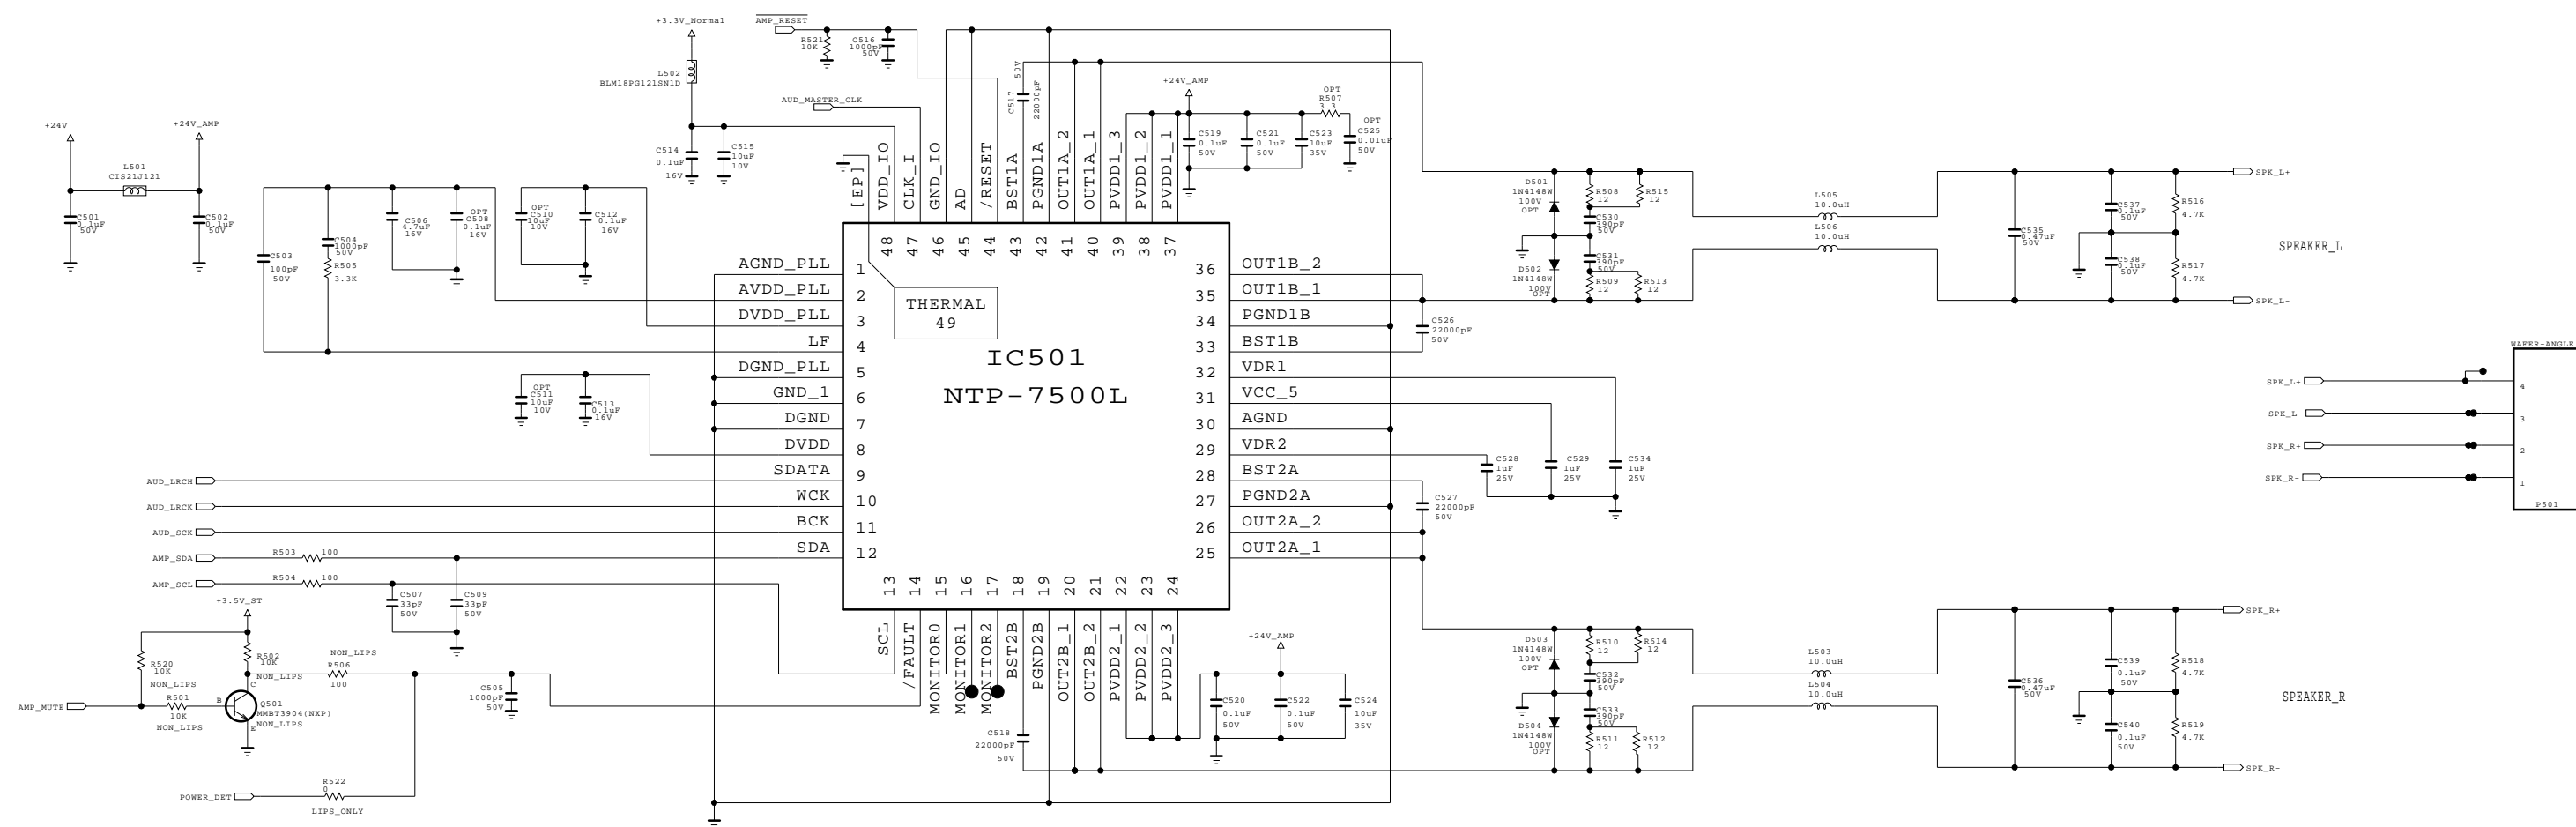 +3.3V_Normal
AMP_RESET
R521
10K
C516
1000pF
50V
L502
BLM18PG121SN1D
AUD_MASTER_CLK
C517
22000pF
50V
+24V_AMP
OPT
R507
3.3
C519
0.1uF
50V
C521
0.1uF
50V
C523
10uF
35V
OPT
C525
0.01uF
50V
+24V
+24V_AMP
L501
CIS21J121
C501
0.1uF
50V
C502
0.1uF
50V
C514
0.1uF
16V
C515
10uF
10V
C503
100pF
50V
C504
1000pF
50V
R505
3.3K
C506
4.7uF
16V
OPT
C508
0.1uF
16V
OPT
C510
10uF
10V
C512
0.1uF
16V
OPT
C511
10uF
10V
C513
0.1uF
16V
[EP]
VDD_IO
CLK_I
GND_IO
AD
/RESET
BST1A
PGND1A
OUT1A_2
OUT1A_1
PVDD1_3
PVDD1_2
PVDD1_1
48
47
46
45
44
43
42
41
40
39
38
37
AGND_PLL 1
AVDD_PLL 2
DVDD_PLL 3
LF 4
DGND_PLL 5
GND_1 6
DGND 7
DVDD 8
SDATA 9
WCK 10
BCK 11
SDA 12
THERMAL
49
IC501
NTP-7500L
36 OUT1B_2
35 OUT1B_1
34 PGND1B
33 BST1B
32 VDR1
31 VCC_5
30 AGND
29 VDR2
28 BST2A
27 PGND2A
26 OUT2A_2
25 OUT2A_1
13
14
15
16
17
18
19
20
21
22
23
24
SCL
/FAULT
MONITOR0
MONITOR1
MONITOR2
BST2B
PGND2B
OUT2B_1
OUT2B_2
PVDD2_1
PVDD2_2
PVDD2_3
AUD_LRCH
AUD_LRCK
AUD_SCK
AMP_SDA
R503
100
AMP_SCL
R504
100
C507
33pF
50V
C509
33pF
50V
+3.5V_ST
R520
10K
NON_LIPS
R502
10K
NON_LIPS
NON_LIPS
R506
100
AMP_MUTE
R501
10K
NON_LIPS
B
C
E
Q501
MMBT3904(NXP)
NON_LIPS
C505
1000pF
50V
POWER_DET
R522
0
LIPS_ONLY
C526
22000pF
50V
C528
1uF
25V
C529
1uF
25V
C534
1uF
25V
C527
22000pF
50V
C518
22000pF
50V
+24V_AMP
C520
0.1uF
50V
C522
0.1uF
50V
C524
10uF
35V
D501
1N4148W
100V
OPT
R508
12
R515
12
C530
390pF
50V
D502
1N4148W
100V
OPT
C531
390pF
50V
R509
12
R513
12
L505
10.0uH
L506
10.0uH
C535
0.47uF
50V
C537
0.1uF
50V
C538
0.1uF
50V
R516
4.7K
R517
4.7K
SPK_L+
SPK_L-
SPEAKER_L
D503
1N4148W
100V
OPT
R510
12
R514
12
C532
390pF
50V
D504
1N4148W
100V
OPT
C533
390pF
50V
R511
12
R512
12
L503
10.0uH
L504
10.0uH
C536
0.47uF
50V
C539
0.1uF
50V
C540
0.1uF
50V
R518
4.7K
R519
4.7K
SPK_R+
SPK_R-
SPEAKER_R
WAFER-ANGLE
SPK_L+
4
SPK_L-
3
SPK_R+
2
SPK_R-
1
P501